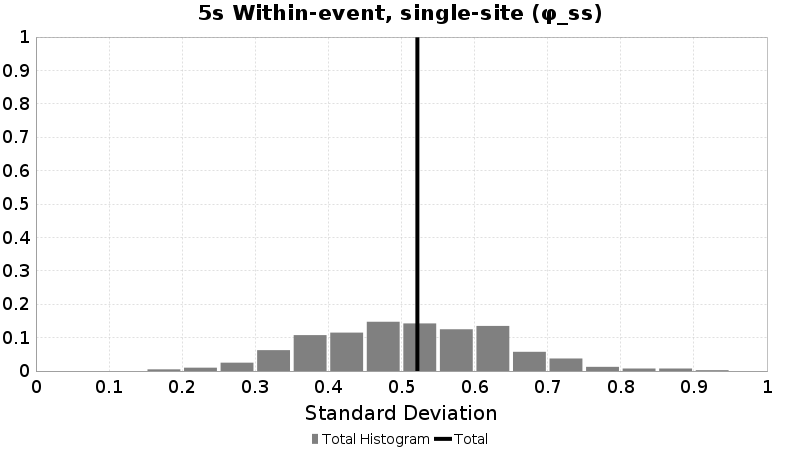 5s Within-event, single-site (φ_ss)
1
0.9
0.8
0.7
0.6
0.5
0.4
0.3
0.2
0.1
0
0 0.1 0.2 0.3 0.4 0.5 0.6 0.7 0.8 0.9 1
Standard Deviation
Total Histogram Total